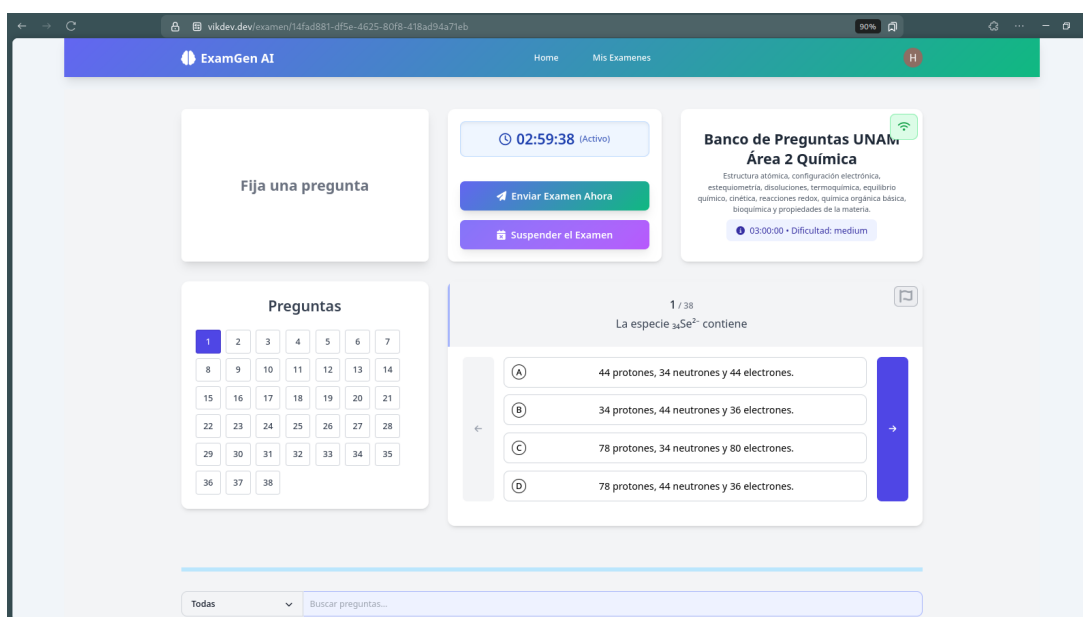 vikdev.dev/examen/14fad881-df5e-4625-80f8-418ad94a71eb
90%
ExamGen AI
Home
Mis Examenes
H
Fija una pregunta
02:59:38 (Activo)
Enviar Examen Ahora
Suspender el Examen
Banco de Preguntas UNAM
Área 2 Química
Estructura atómica, configuración electrónica,
estequiometría, disoluciones, termoquímica, equilibrio
químico, cinética, reacciones redox, química orgánica básica,
bioquímica y propiedades de la materia.
03:00:00 • Dificultad: medium
Preguntas
1 2 3 4 5 6 7
8 9 10 11 12 13 14
15 16 17 18 19 20 21
22 23 24 25 26 27 28
29 30 31 32 33 34 35
36 37 38
1 / 38
La especie ₃₄Se²⁻ contiene
A 44 protones, 34 neutrones y 44 electrones.
B 34 protones, 44 neutrones y 36 electrones.
C 78 protones, 34 neutrones y 80 electrones.
D 78 protones, 44 neutrones y 36 electrones.
Todas
Buscar preguntas...